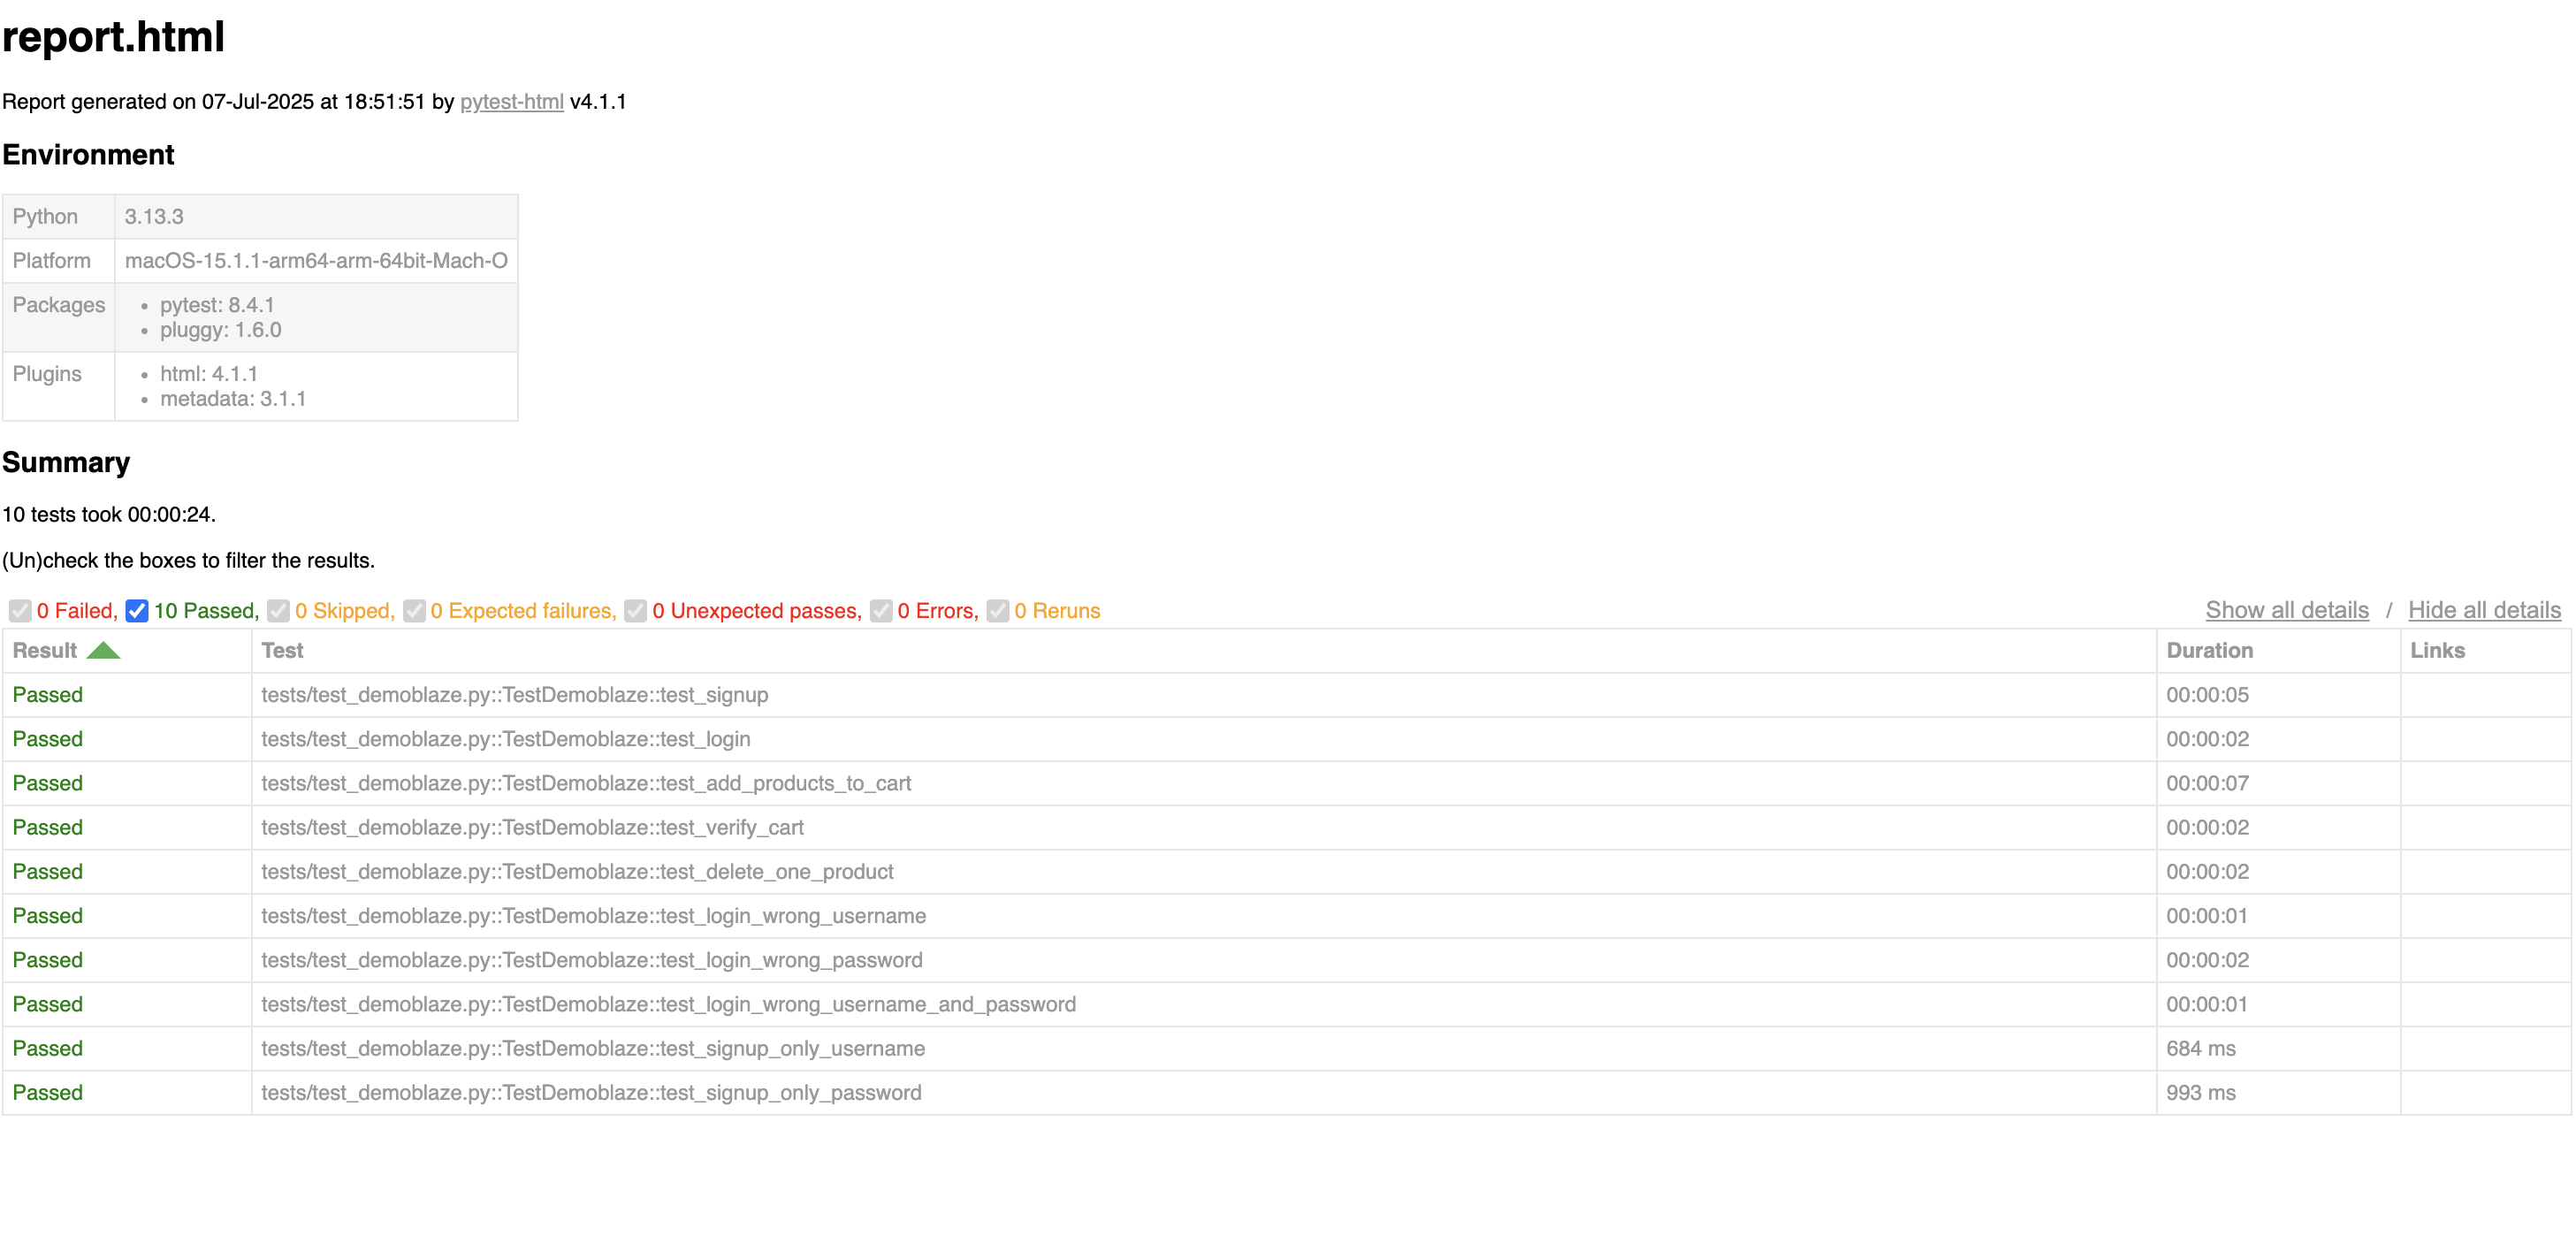 report.html
Report generated on 07-Jul-2025 at 18:51:51 by pytest-html v4.1.1
Environment
Python 3.13.3
Platform macOS-15.1.1-arm64-arm-64bit-Mach-O
Packages • pytest: 8.4.1
• pluggy: 1.6.0
Plugins • html: 4.1.1
• metadata: 3.1.1
Summary
10 tests took 00:00:24.
(Un)check the boxes to filter the results.
0 Failed, 10 Passed, 0 Skipped, 0 Expected failures, 0 Unexpected passes, 0 Errors, 0 Reruns Show all details / Hide all details
Result Test Duration Links
Passed tests/test_demoblaze.py::TestDemoblaze::test_signup 00:00:05
Passed tests/test_demoblaze.py::TestDemoblaze::test_login 00:00:02
Passed tests/test_demoblaze.py::TestDemoblaze::test_add_products_to_cart 00:00:07
Passed tests/test_demoblaze.py::TestDemoblaze::test_verify_cart 00:00:02
Passed tests/test_demoblaze.py::TestDemoblaze::test_delete_one_product 00:00:02
Passed tests/test_demoblaze.py::TestDemoblaze::test_login_wrong_username 00:00:01
Passed tests/test_demoblaze.py::TestDemoblaze::test_login_wrong_password 00:00:02
Passed tests/test_demoblaze.py::TestDemoblaze::test_login_wrong_username_and_password 00:00:01
Passed tests/test_demoblaze.py::TestDemoblaze::test_signup_only_username 684 ms
Passed tests/test_demoblaze.py::TestDemoblaze::test_signup_only_password 993 ms